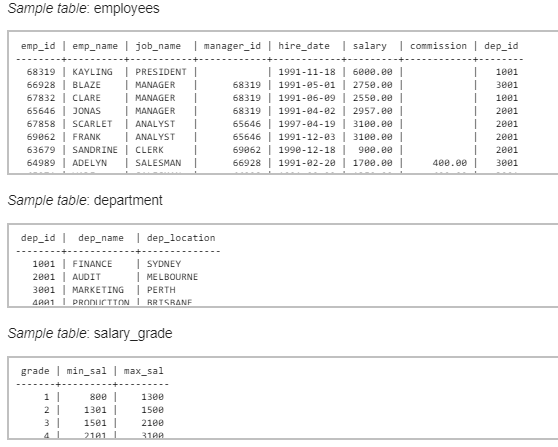 Sample table: employees
emp_id | emp_name | job_name | manager_id | hire_date | salary | commission | dep_id
68319 | KAYLING | PRESIDENT | | 1991-11-18 | 6000.00 | | 1001
66928 | BLAZE | MANAGER | 68319 | 1991-05-01 | 2750.00 | | 3001
67832 | CLARE | MANAGER | 68319 | 1991-06-09 | 2550.00 | | 1001
65646 | JONAS | MANAGER | 68319 | 1991-04-02 | 2957.00 | | 2001
67858 | SCARLET | ANALYST | 65646 | 1997-04-19 | 3100.00 | | 2001
69062 | FRANK | ANALYST | 65646 | 1991-12-03 | 3100.00 | | 2001
63679 | SANDRINE | CLERK | 69062 | 1990-12-18 | 900.00 | | 2001
64989 | ADELYN | SALESMAN | 66928 | 1991-02-20 | 1700.00 | 400.00 | 3001
Sample table: department
dep_id | dep_name | dep_location
1001 | FINANCE | SYDNEY
2001 | AUDIT | MELBOURNE
3001 | MARKETING | PERTH
4001 | PRODUCTION | BRISBANE
Sample table: salary_grade
grade | min_sal | max_sal
1 | 800 | 1300
2 | 1301 | 1500
3 | 1501 | 2100
4 | 2101 | 3100